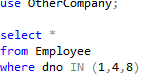 use OtherCompany;
select *
from Employee
where dno IN (1,4,8)